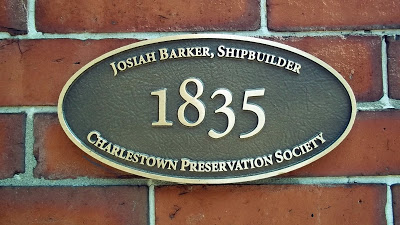 Josiah Barker, Shipbuilder
1835
Charlestown Preservation Society